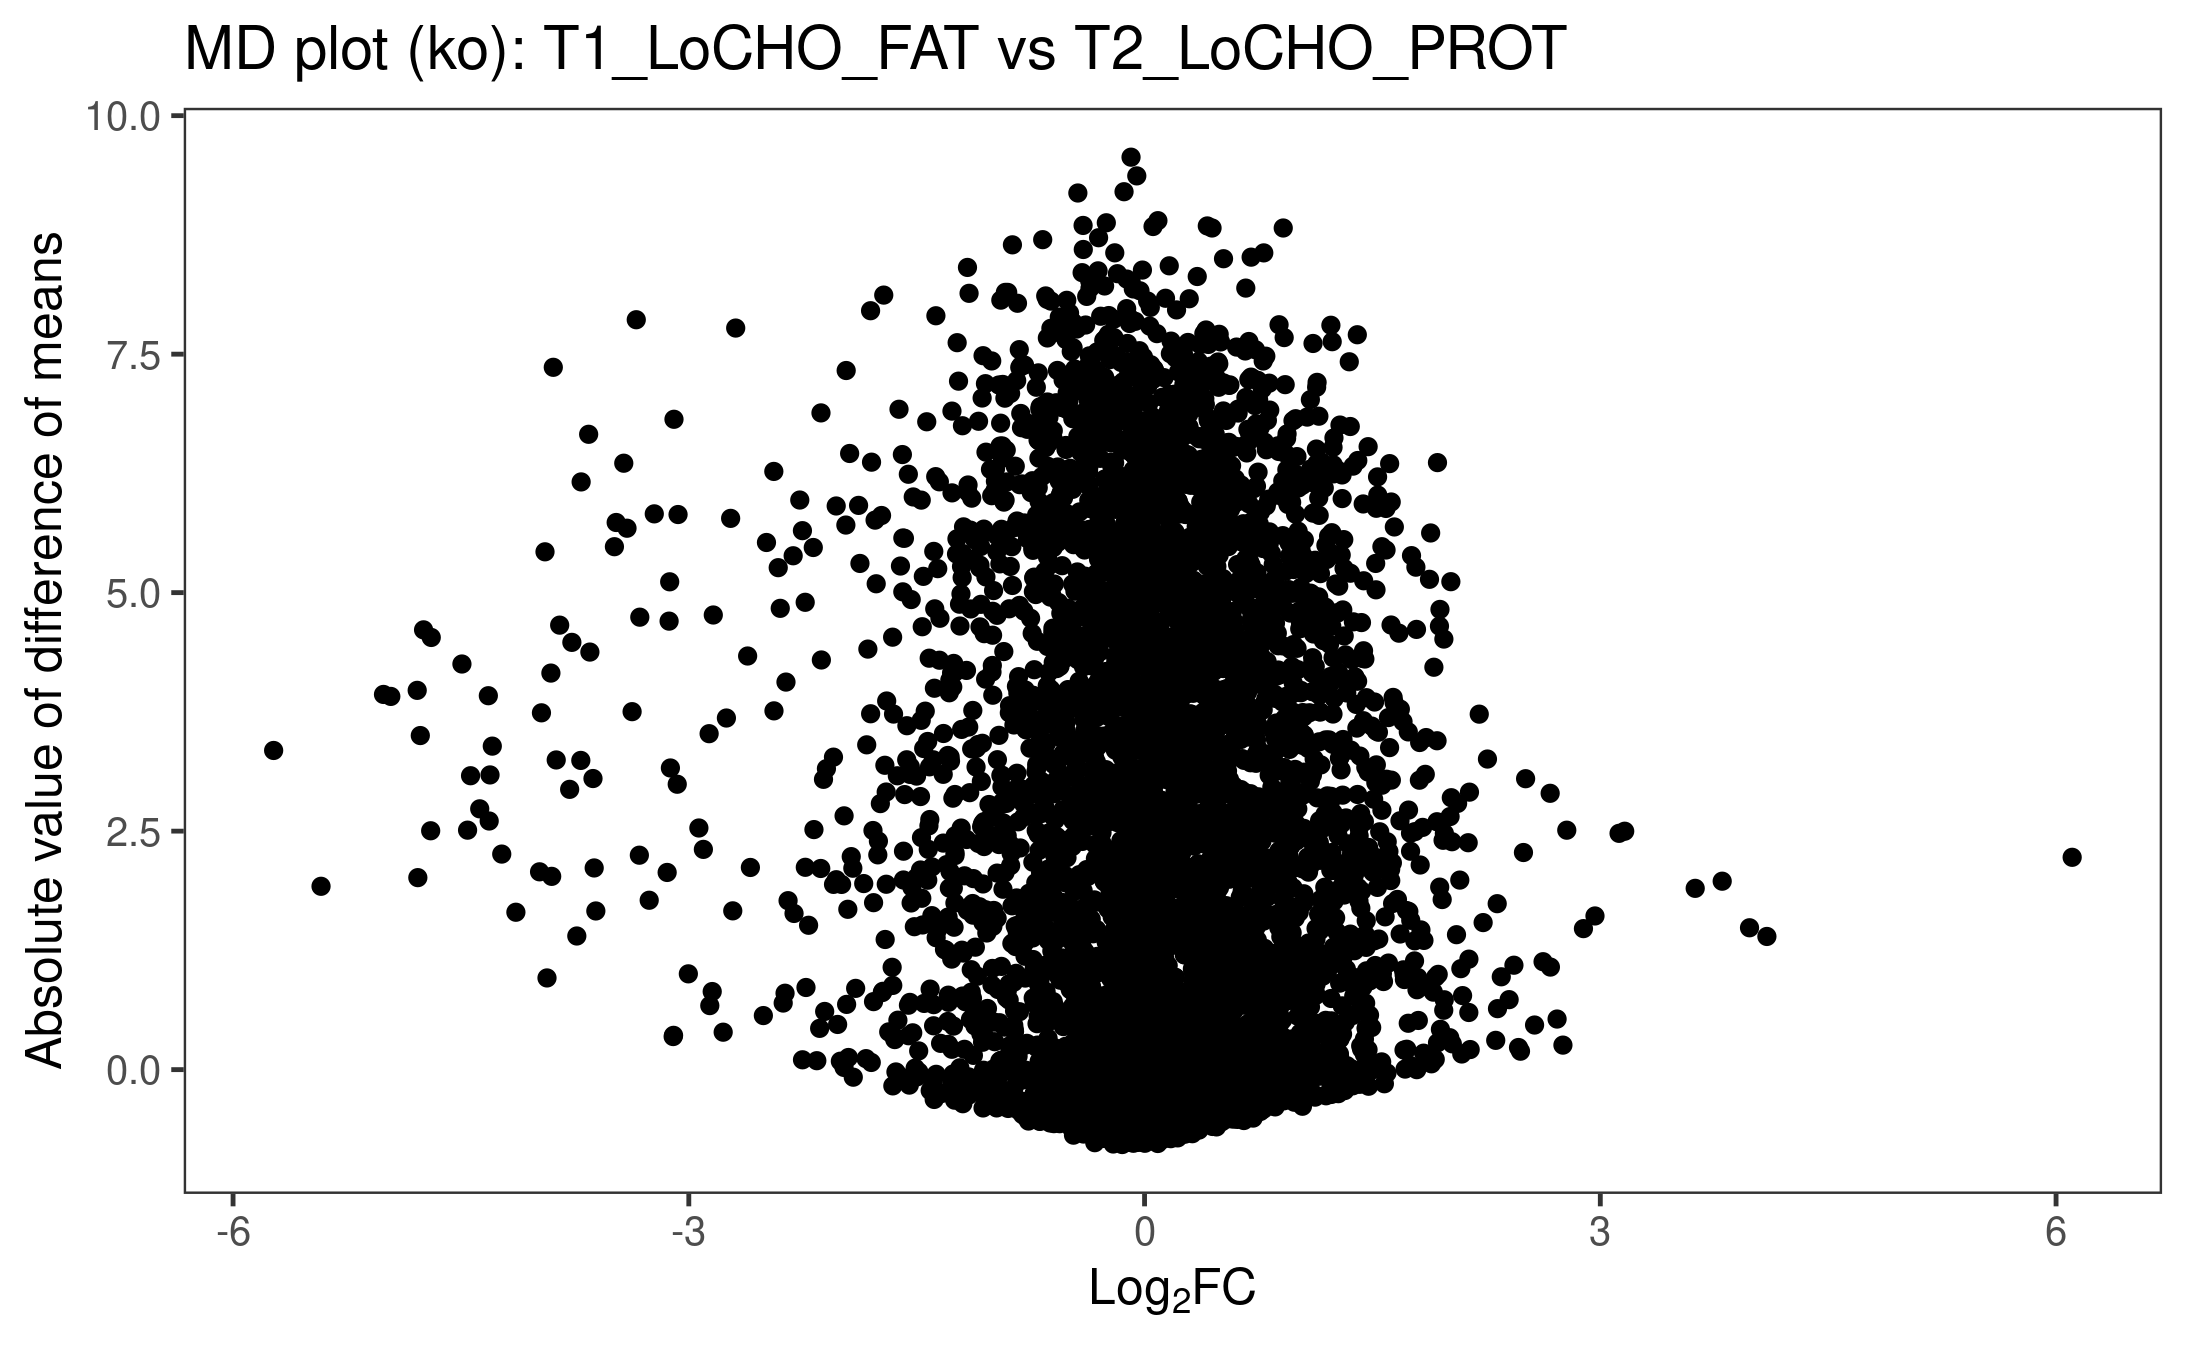 MD plot (ko): T1_LoCHO_FAT vs T2_LoCHO_PROT
Absolute value of difference of means
10.0
7.5
5.0
2.5
0.0
-6 -3 0 3 6
Log₂FC